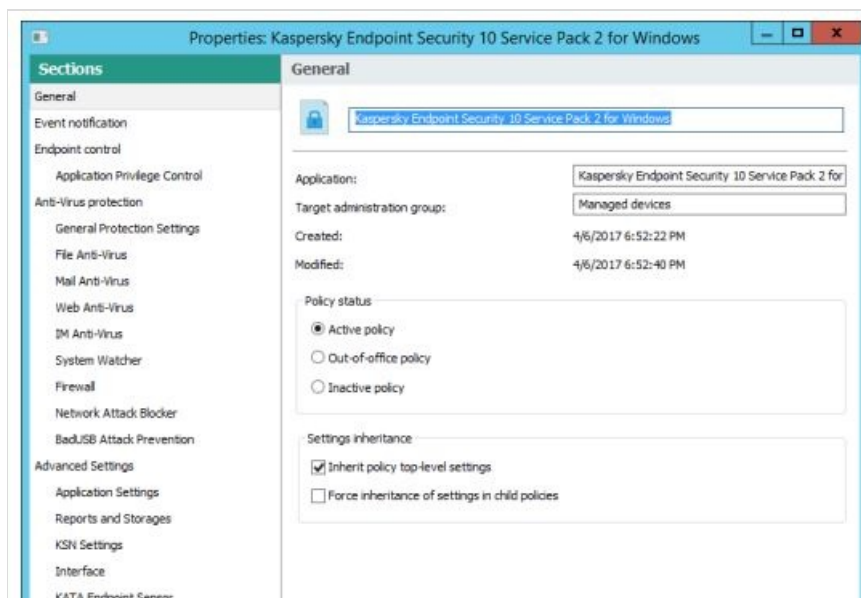 Properties: Kaspersky Endpoint Security 10 Service Pack 2 for Windows
Sections
General
Event notification
Endpoint control
Application Privilege Control
Anti-Virus protection
General Protection Settings
File Anti-Virus
Mail Anti-Virus
Web Anti-Virus
IM Anti-Virus
System Watcher
Firewall
Network Attack Blocker
BadUSB Attack Prevention
Advanced Settings
Application Settings
Reports and Storages
KSN Settings
Interface
KATA Endpoint Sensor
General
Kaspersky Endpoint Security 10 Service Pack 2 for Windows
Application: Kaspersky Endpoint Security 10 Service Pack 2 for
Target administration group: Managed devices
Created: 4/6/2017 6:52:22 PM
Modified: 4/6/2017 6:52:40 PM
Policy status
Active policy
Out-of-office policy
Inactive policy
Settings inheritance
Inherit policy top-level settings
Force inheritance of settings in child policies